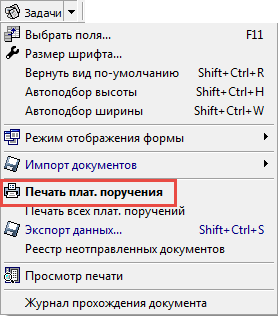 Задачи
Выбрать поля... F11
Размер шрифта...
Вернуть вид по-умолчанию Shift+Ctrl+R
Автоподбор высоты Shift+Ctrl+H
Автоподбор ширины Shift+Ctrl+W
Режим отображения формы
Импорт документов
Печать плат. поручения
Печать всех плат. поручений
Экспорт данных... Shift+Ctrl+S
Реестр неотправленных документов
Просмотр печати
Журнал прохождения документа